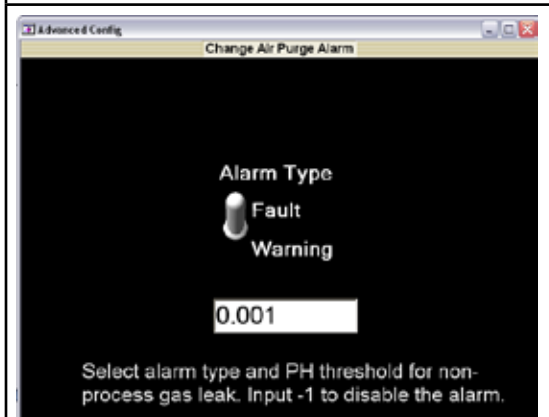 Advanced Config
Change Air Purge Alarm
Alarm Type
Fault
Warning
0.001
Select alarm type and PH threshold for non-
process gas leak. Input -1 to disable the alarm.